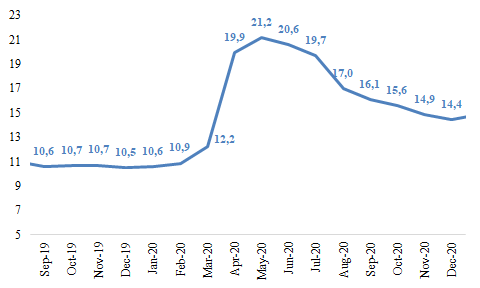 23
21
19
17
15
13
11
9
7
5
10,6
10,7
10,7
10,5
10,6
10,9
12,2
19,9
21,2
20,6
19,7
17,0
16,1
15,6
14,9
14,4
Sep-19
Oct-19
Nov-19
Dec-19
Jan-20
Feb-20
Mar-20
Apr-20
May-20
Jun-20
Jul-20
Aug-20
Sep-20
Oct-20
Nov-20
Dec-20